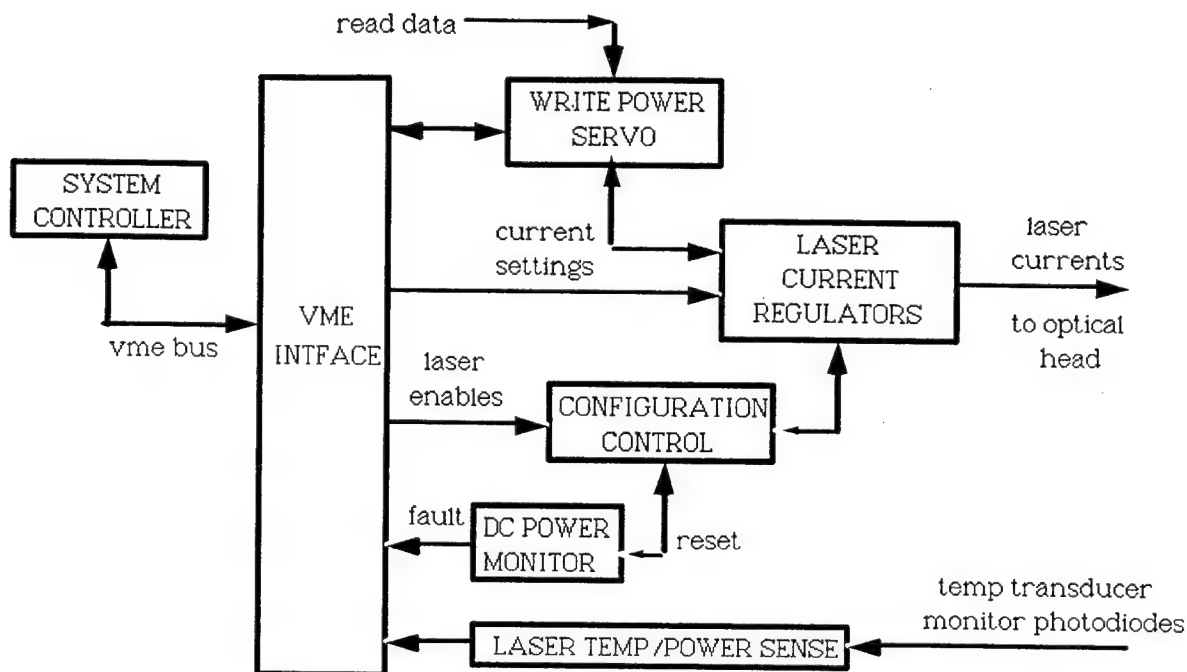 read data
WRITE POWER
SERVO
SYSTEM
CONTROLLER
vme bus
VME
INTFACE
current
settings
LASER
CURRENT
REGULATORS
laser
currents
to optical
head
laser
enables
CONFIGURATION
CONTROL
fault
DC POWER
MONITOR
reset
temp transducer
monitor photodiodes
LASER TEMP/POWER SENSE